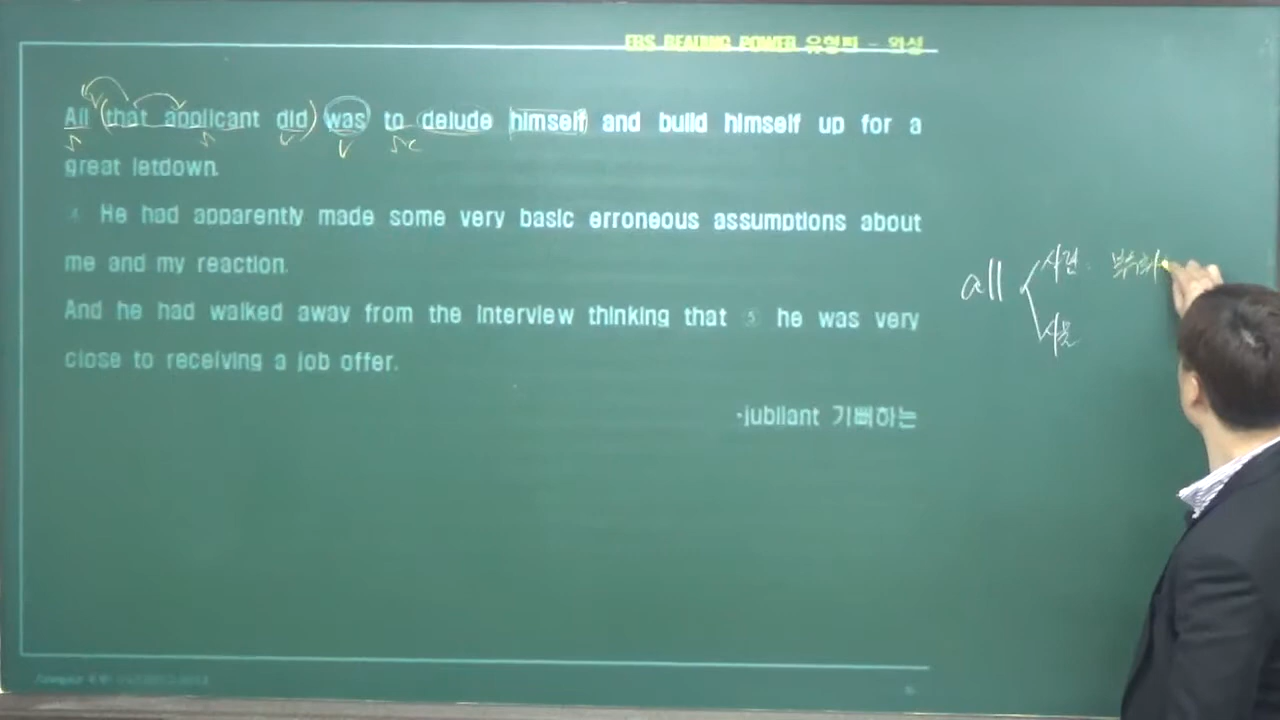 EBS READING POWER 유형편 - 완성
All (that applicant did) was to delude himself and build himself up for a
great letdown.
④ He had apparently made some very basic erroneous assumptions about
me and my reaction.
And he had walked away from the interview thinking that ⑤ he was very
close to receiving a job offer.
-jubilant 기뻐하는
all
사람
사물